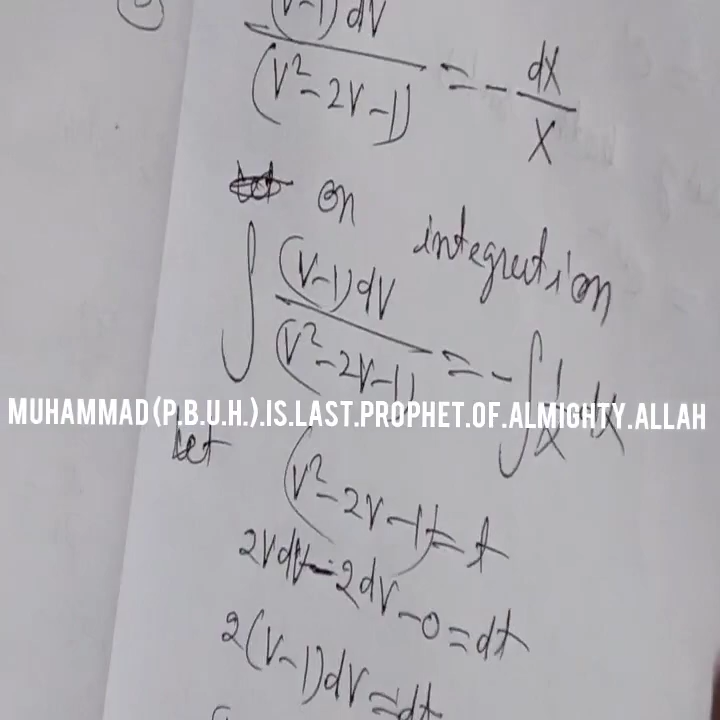 (V-1) dV
(V²-2V-1) = - dX
X
on integration
∫ (V-1) dV
(V²-2V-1) = - ∫ 1
X dX
MUHAMMAD(P.B.U.H.).IS.LAST.PROPHET.OF.ALMIGHTY.ALLAH
Let (V²-2V-1) = t
2VdV-2dV-0=dt
2(V-1)dV=dt